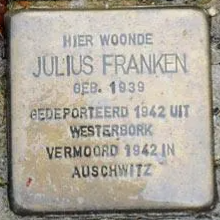 HIER WOONDE
JULIUS FRANKEN
GEB. 1939
GEDEPORTEERD 1942 UIT
WESTERBORK
VERMOORD 1942 IN
AUSCHWITZ